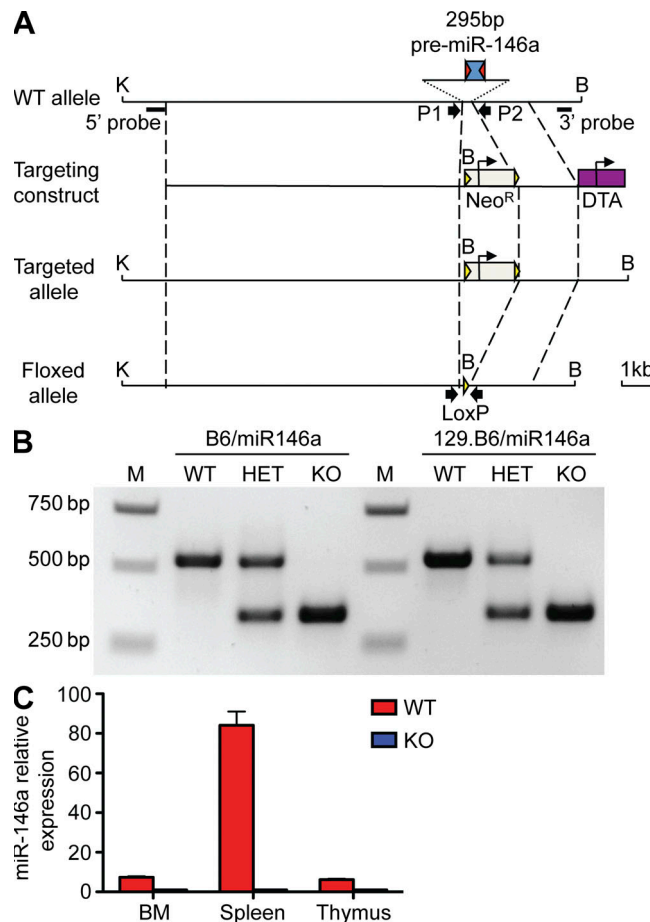 A
295bp
pre-miR-146a
K
B
WT allele
P1
P2
5' probe
3' probe
B
Targeting
construct
Neo^R
DTA
K
B
B
Targeted
allele
K
B
Floxed
allele
1kb
LoxP
B
B6/miR146a
129.B6/miR146a
M WT HET KO M WT HET KO
750 bp
500 bp
250 bp
C
miR-146a relative
expression
100
80
60
40
20
0
WT
KO
BM Spleen Thymus